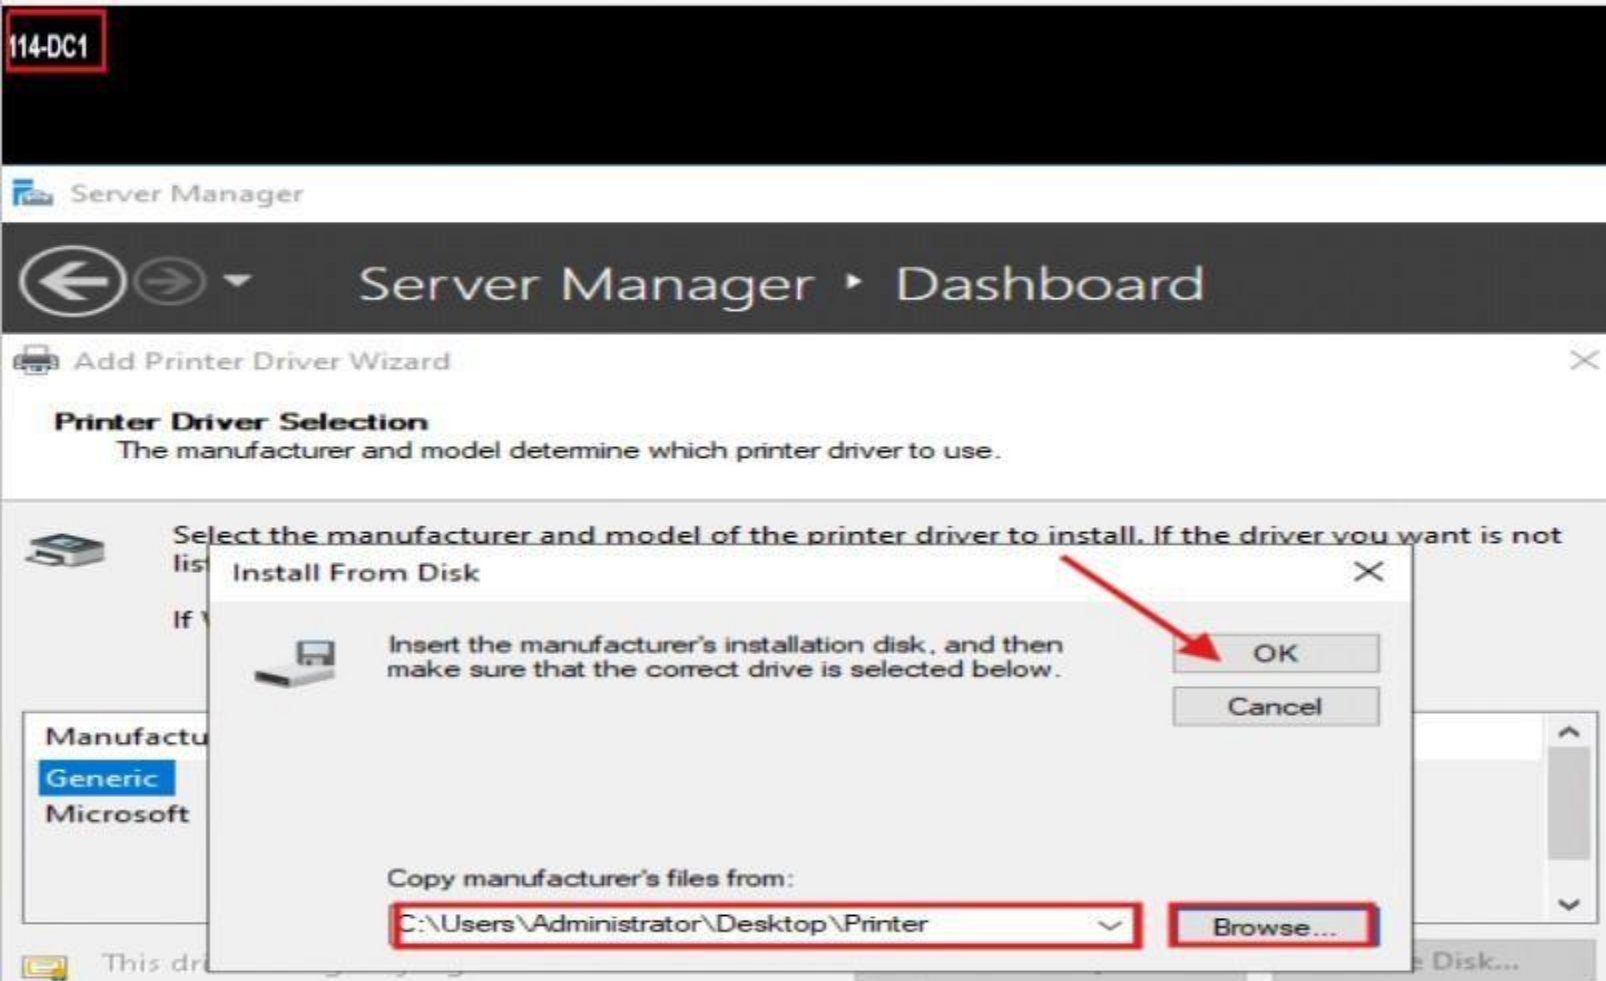 114-DC1
Server Manager
Server Manager ‣ Dashboard
Add Printer Driver Wizard
Printer Driver Selection
The manufacturer and model determine which printer driver to use.
Select the manufacturer and model of the printer driver to install. If the driver you want is not
Install From Disk
If
Insert the manufacturer's installation disk, and then
make sure that the correct drive is selected below.
OK
Cancel
Manufactu
Generic
Microsoft
Copy manufacturer's files from:
C:\Users\Administrator\Desktop\Printer
Browse...
This dri
Disk...